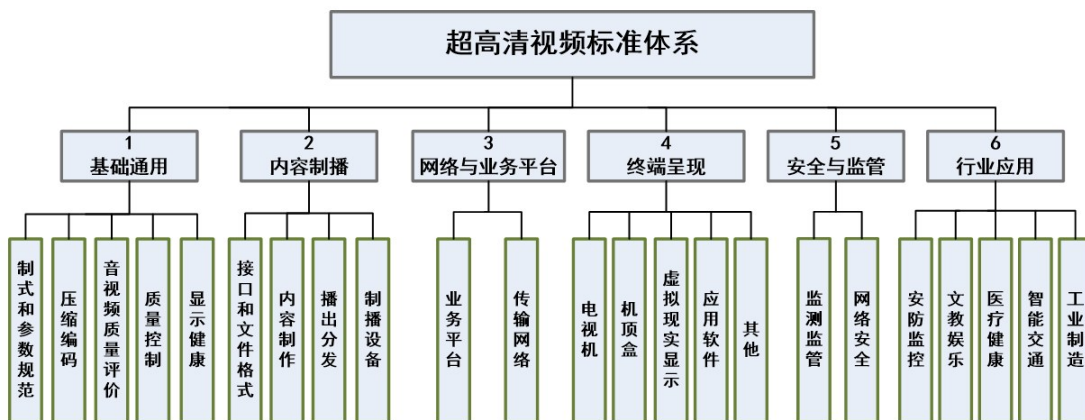 超高清视频标准体系
1
基础通用
2
内容制播
3
网络与业务平台
4
终端呈现
5
安全与监管
6
行业应用
制式和参数规范
压缩编码
音视频质量评价
质量控制
显示健康
接口和文件格式
内容制作
播出分发
制播设备
业务平台
传输网络
电视机
机顶盒
虚拟现实显示
应用软件
其他
监测监管
网络安全
安防监控
文教娱乐
医疗健康
智能交通
工业制造